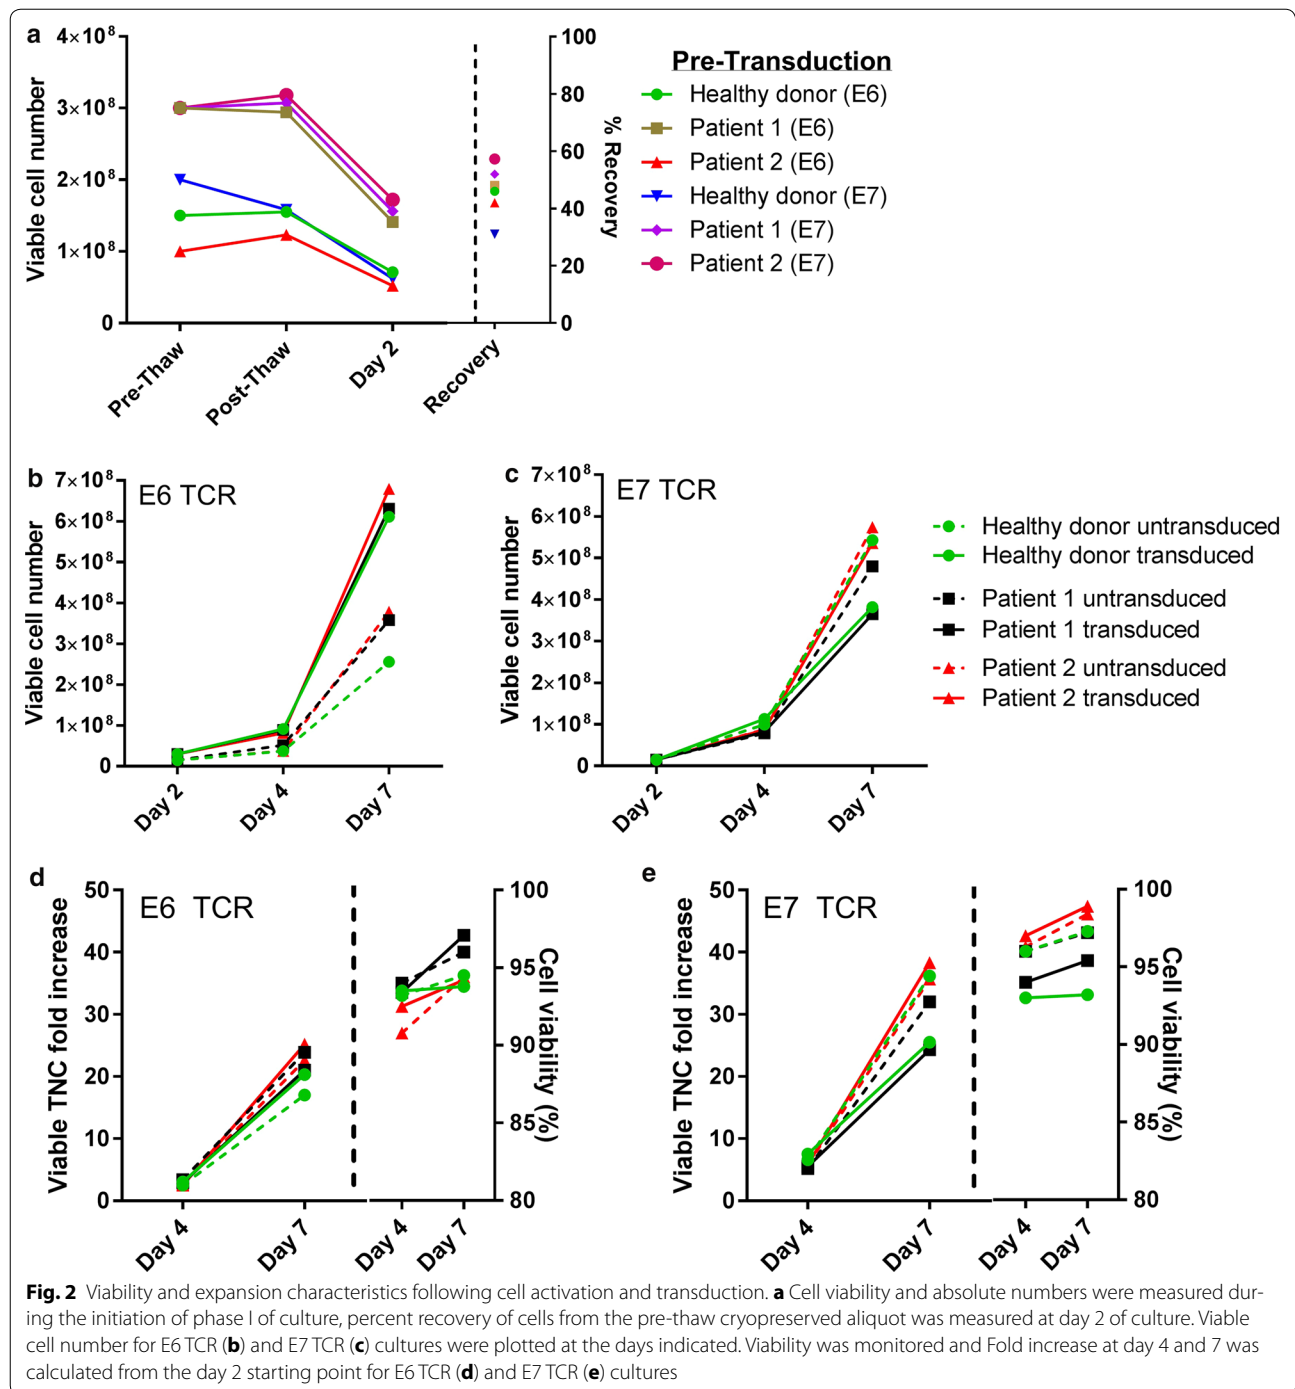 a
4×10⁸
3×10⁸
2×10⁸
1×10⁸
0
Viable cell number
Pre-Thaw
Post-Thaw
Day 2
Recovery
100
80
60
40
20
0
% Recovery
Pre-Transduction
Healthy donor (E6)
Patient 1 (E6)
Patient 2 (E6)
Healthy donor (E7)
Patient 1 (E7)
Patient 2 (E7)
b
E6 TCR
7×10⁸
6×10⁸
5×10⁸
4×10⁸
3×10⁸
2×10⁸
1×10⁸
0
Viable cell number
Day 2
Day 4
Day 7
c
E7 TCR
7×10⁸
6×10⁸
5×10⁸
4×10⁸
3×10⁸
2×10⁸
1×10⁸
0
Viable cell number
Day 2
Day 4
Day 7
Healthy donor untransduced
Healthy donor transduced
Patient 1 untransduced
Patient 1 transduced
Patient 2 untransduced
Patient 2 transduced
d
E6 TCR
50
40
30
20
10
0
Viable TNC fold increase
Day 4
Day 7
Day 4
Day 7
100
95
90
85
80
Cell viability (%)
e
E7 TCR
50
40
30
20
10
0
Viable TNC fold increase
Day 4
Day 7
Day 4
Day 7
100
95
90
85
80
Cell viability (%)
Fig. 2 Viability and expansion characteristics following cell activation and transduction. a Cell viability and absolute numbers were measured dur-
ing the initiation of phase I of culture, percent recovery of cells from the pre-thaw cryopreserved aliquot was measured at day 2 of culture. Viable
cell number for E6 TCR (b) and E7 TCR (c) cultures were plotted at the days indicated. Viability was monitored and Fold increase at day 4 and 7 was
calculated from the day 2 starting point for E6 TCR (d) and E7 TCR (e) cultures